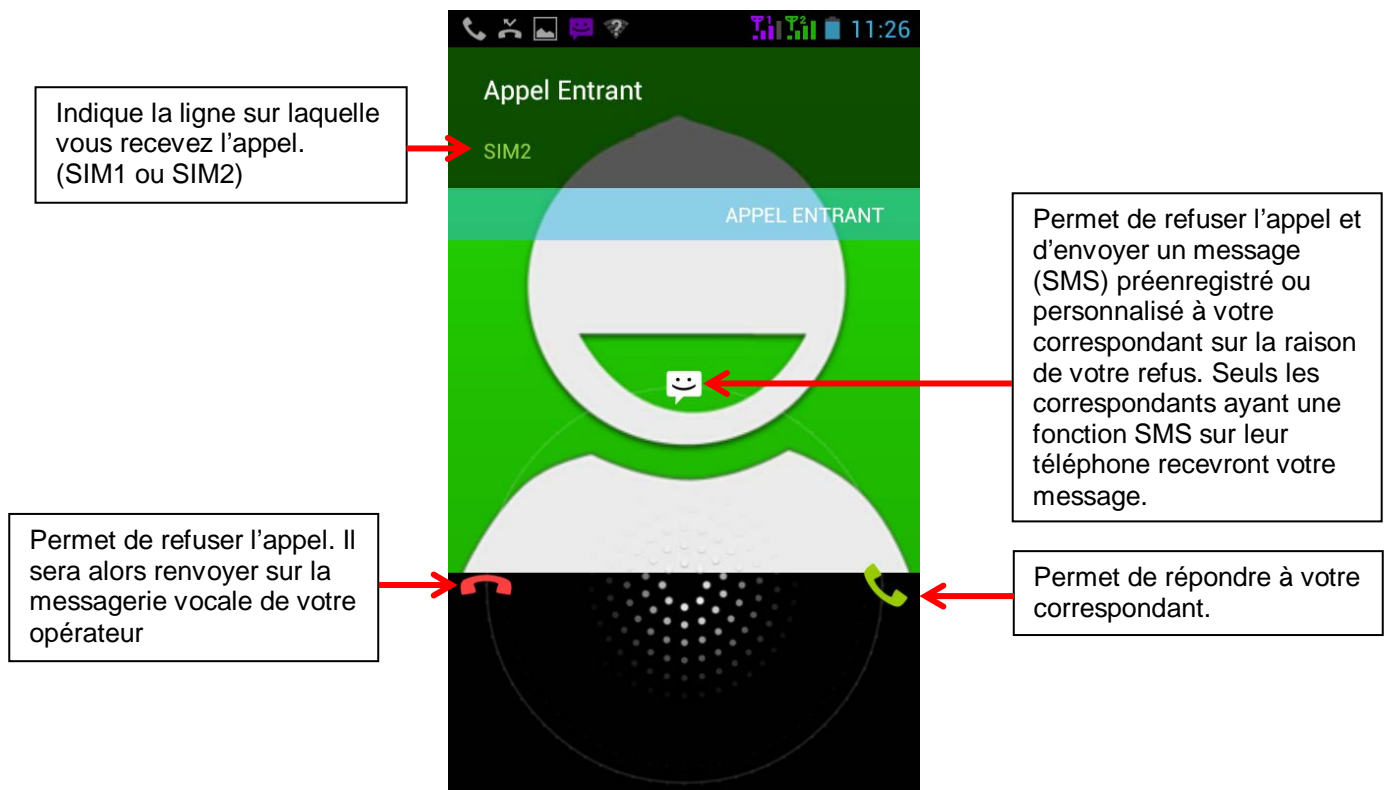 11:26
Appel Entrant
SIM2
APPEL ENTRANT
Indique la ligne sur laquelle
vous recevez l’appel.
(SIM1 ou SIM2)
Permet de refuser l’appel et
d’envoyer un message
(SMS) préenregistré ou
personnalisé à votre
correspondant sur la raison
de votre refus. Seuls les
correspondants ayant une
fonction SMS sur leur
téléphone recevront votre
message.
Permet de refuser l’appel. Il
sera alors renvoyer sur la
messagerie vocale de votre
opérateur
Permet de répondre à votre
correspondant.